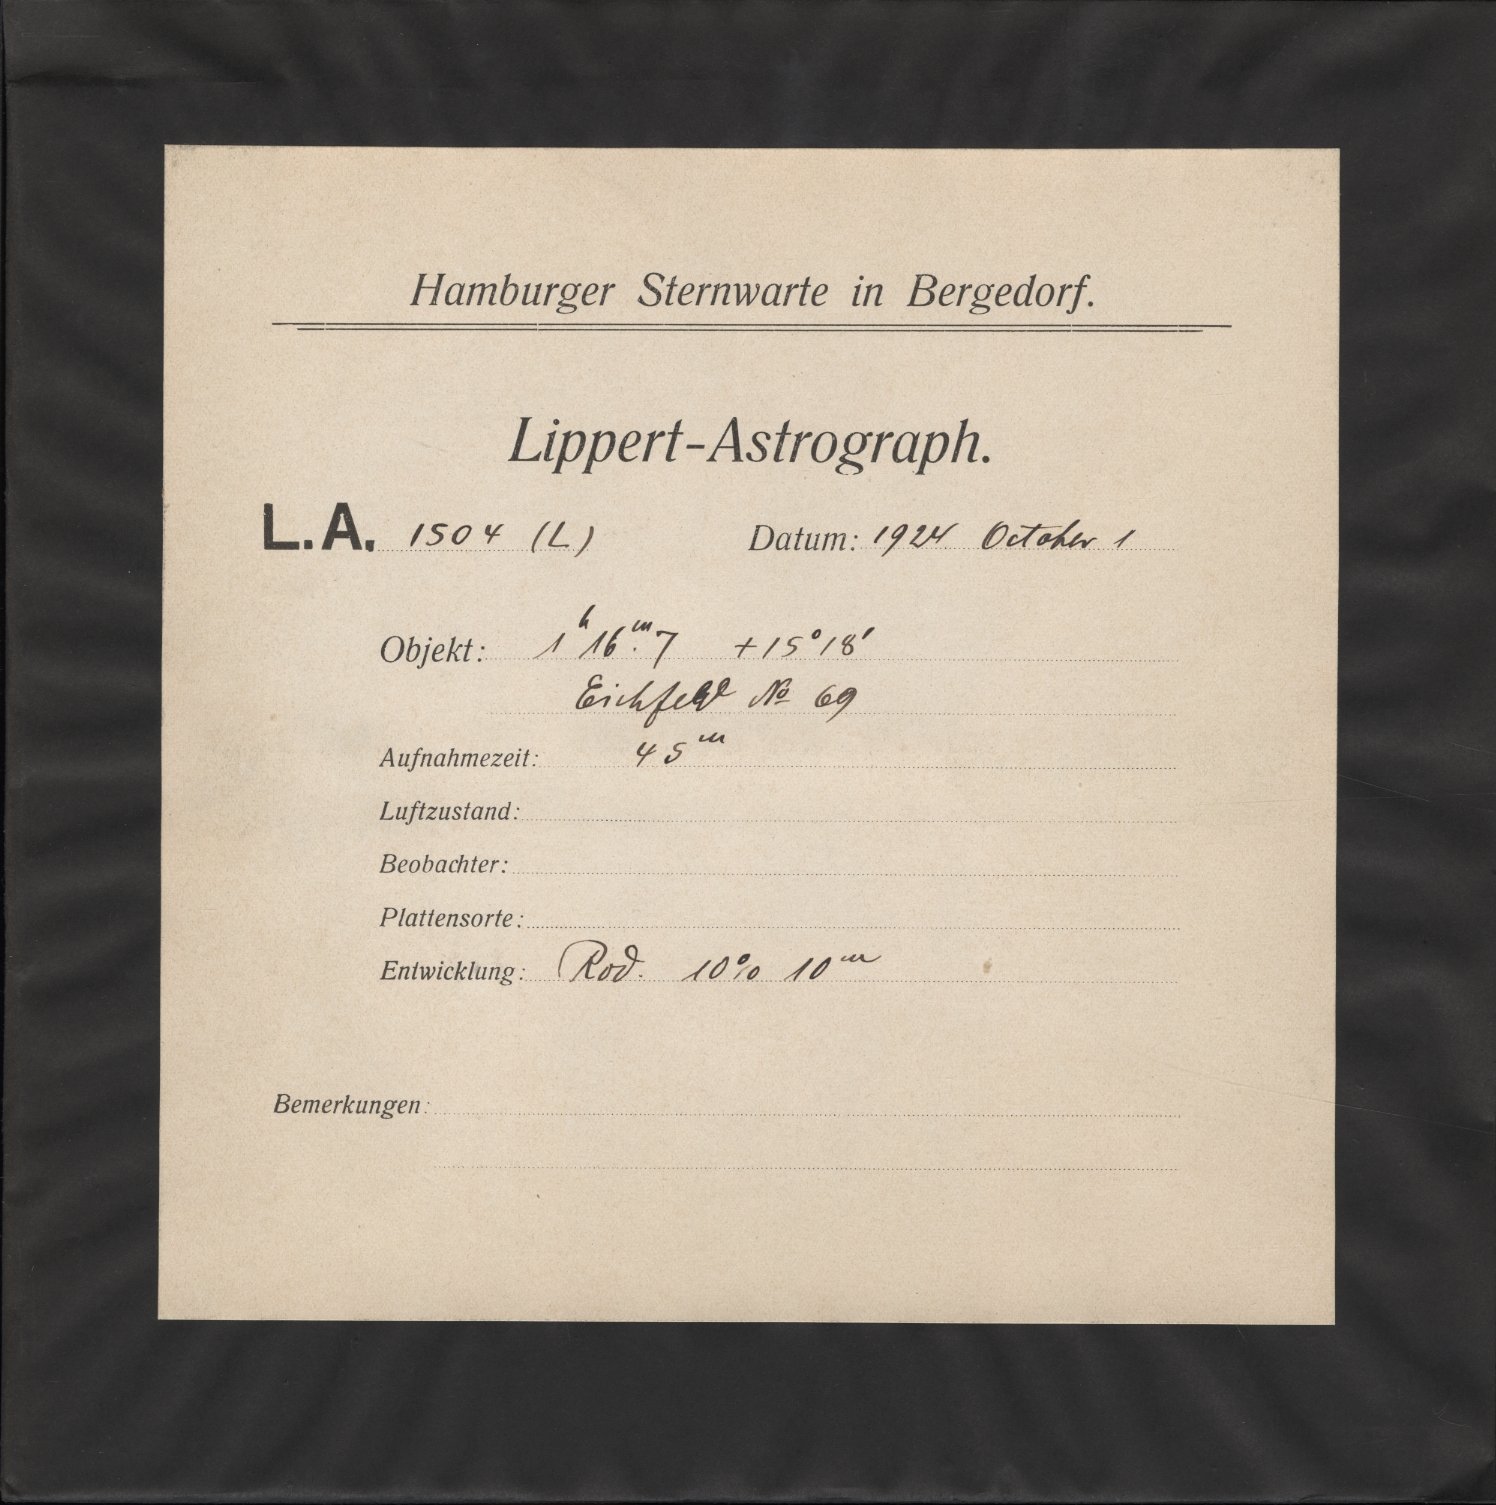 Hamburger Sternwarte in Bergedorf.
Lippert-Astrograph.
L.A. 1504 (L) Datum: 1924 October 1
Objekt: 1ʰ 16ᵐ.7 +15°18′
Eichfeld № 69
Aufnahmezeit: 45ᵐ
Luftzustand:
Beobachter:
Plattensorte:
Entwicklung: Rod. 10% 10ᵐ
Bemerkungen: